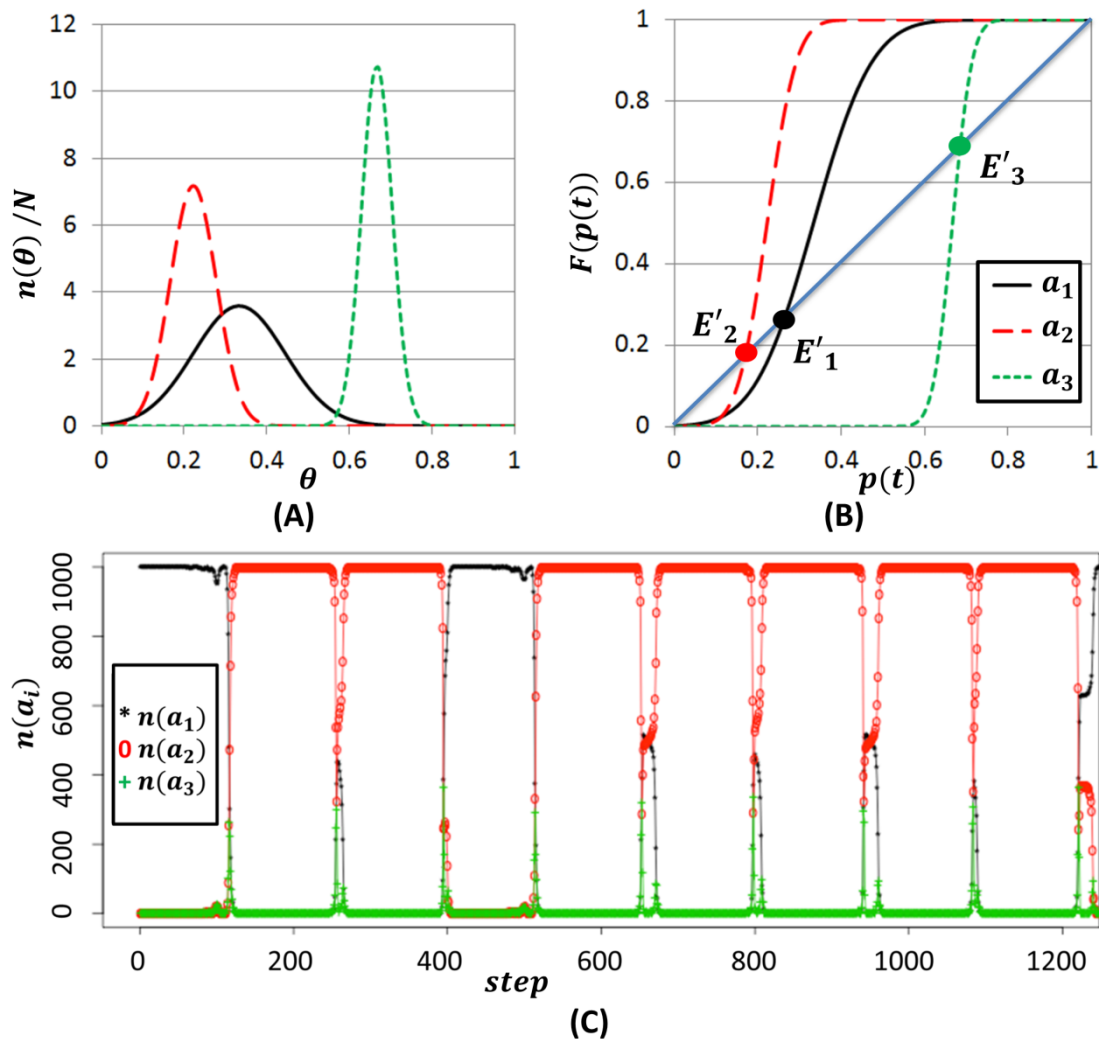 12
10
8
6
4
2
0
n(θ) /N
0 0.2 0.4 0.6 0.8 1
θ
(A)
1
0.8
0.6
0.4
0.2
0
F(p(t))
E'₃
E'₂
E'₁
a₁
a₂
a₃
0 0.2 0.4 0.6 0.8 1
p(t)
(B)
1000
800
600
400
200
0
n(aᵢ)
* n(a₁)
0 n(a₂)
+ n(a₃)
0 200 400 600 800 1000 1200
step
(C)